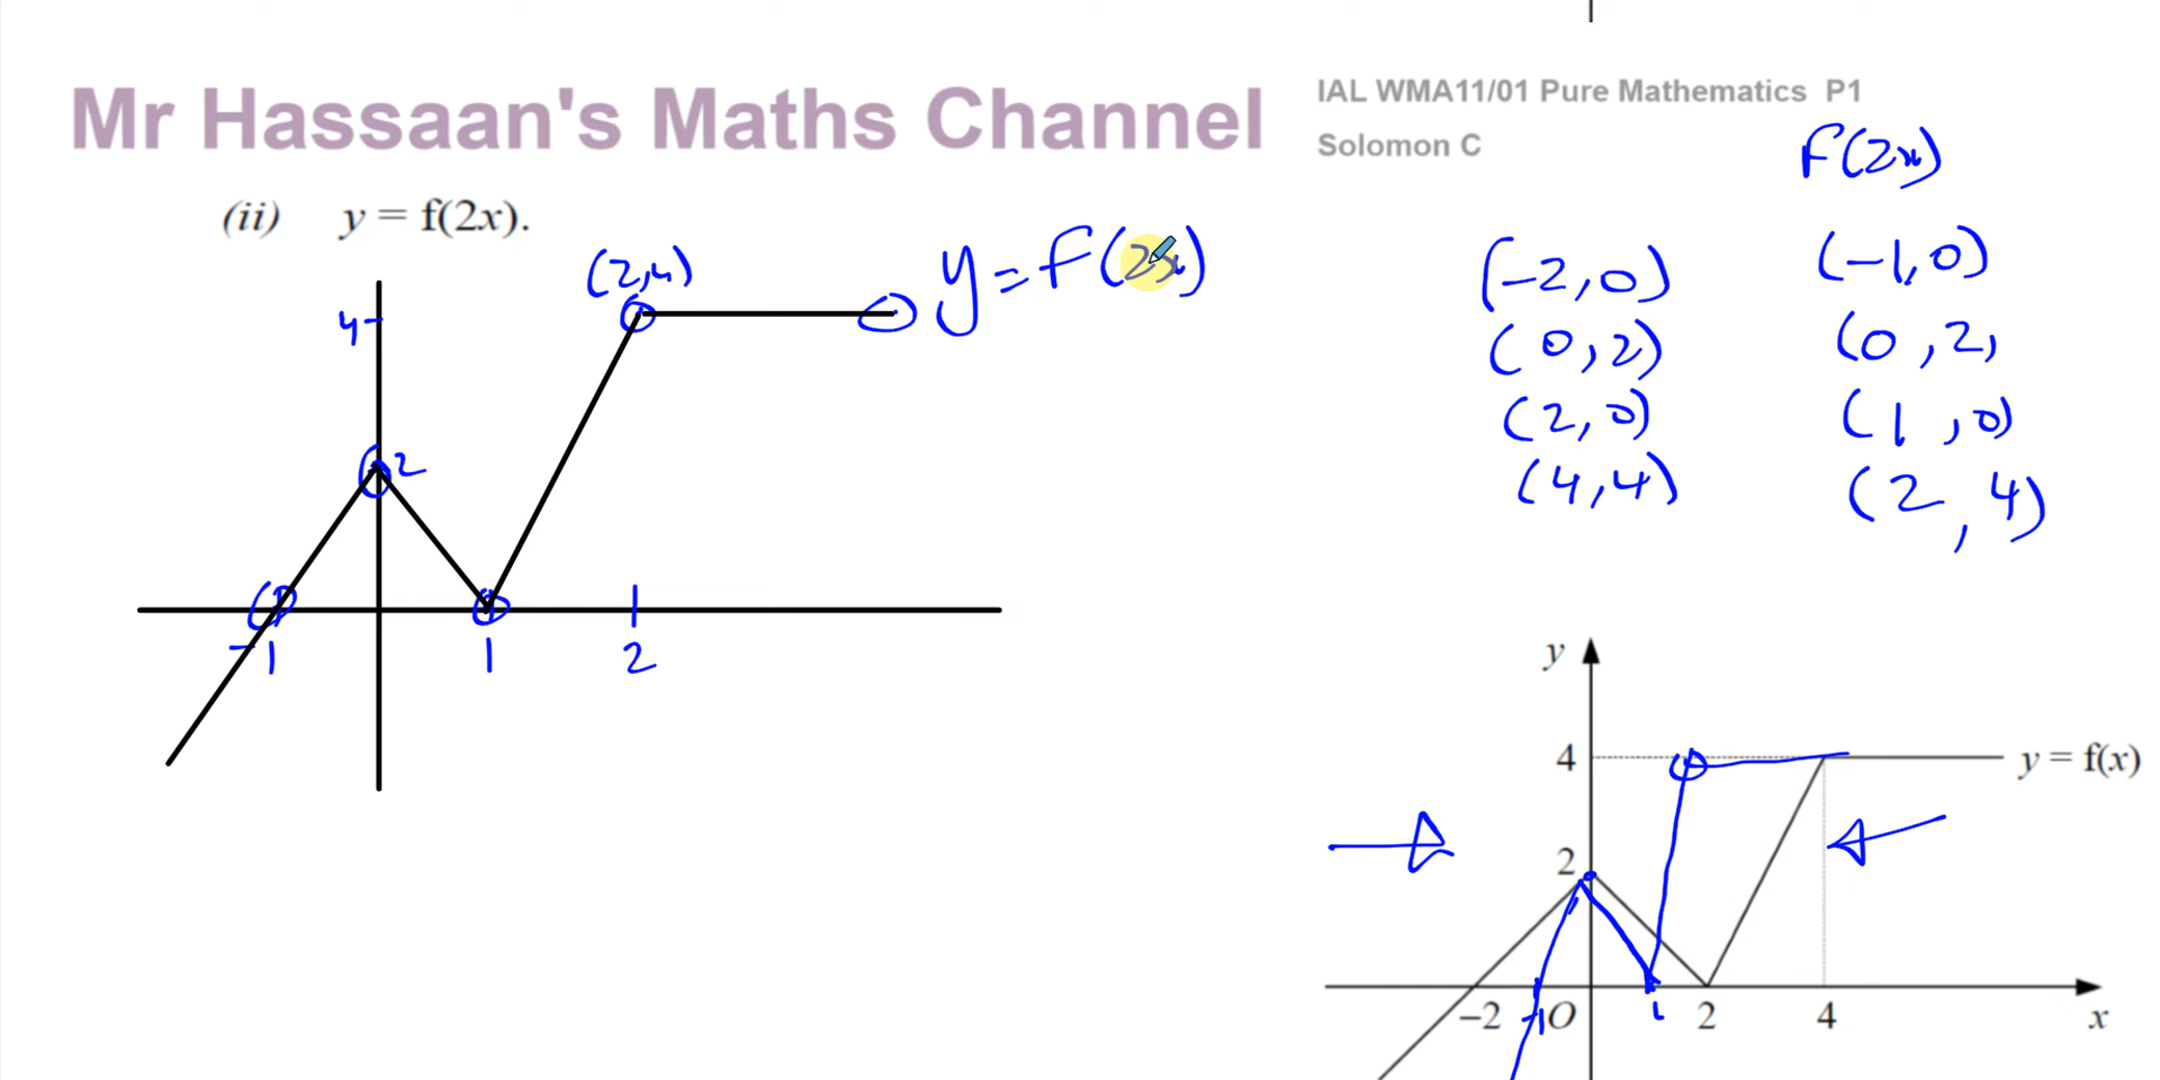 Mr Hassaan's Maths Channel
IAL WMA11/01 Pure Mathematics P1
Solomon C
f(2x)
(ii) y = f(2x).
(2,4)
y = f(2x)
4
2
-1
1
2
(-2,0)
(-1,0)
(0,2)
(0,2)
(2,0)
(1,0)
(4,4)
(2,4)
y
4
y = f(x)
2
-2
-1
O
1
2
4
x